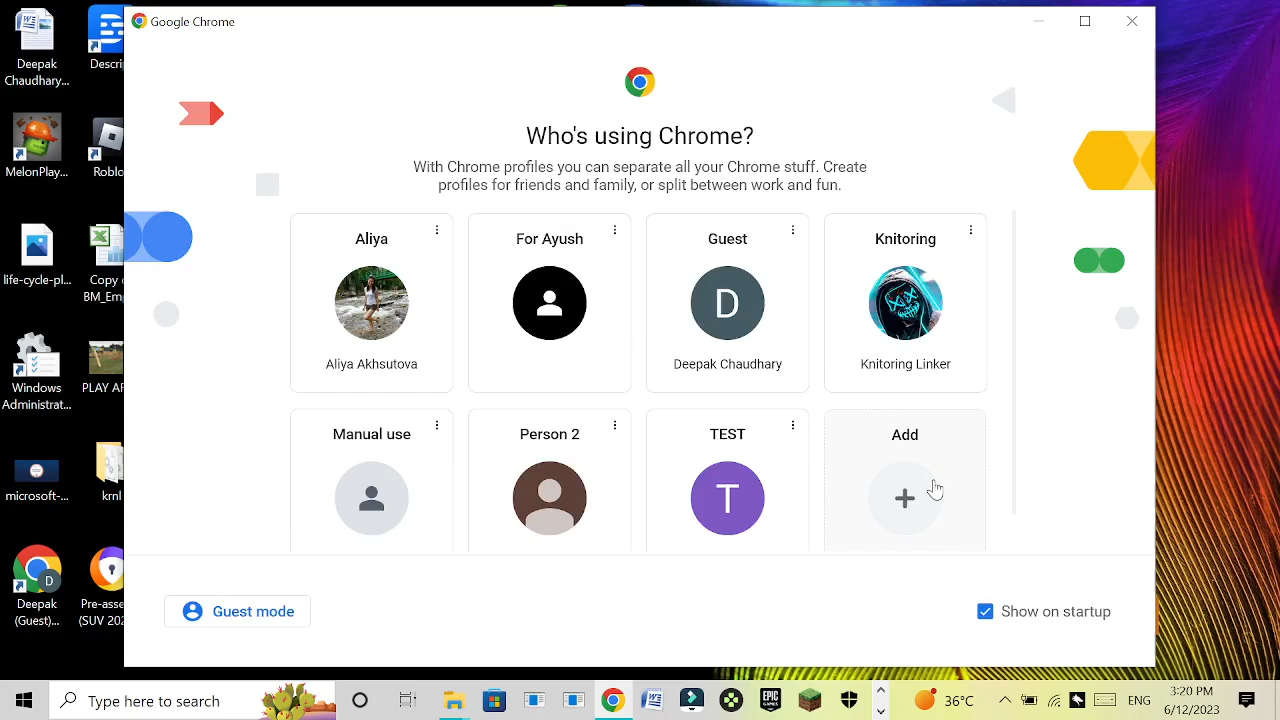 Google Chrome
Who's using Chrome?
With Chrome profiles you can separate all your Chrome stuff. Create
profiles for friends and family, or split between work and fun.
Aliya
Aliya Akhsutova
For Ayush
Guest
D
Deepak Chaudhary
Knitoring
Knitoring Linker
Manual use
Person 2
TEST
T
Add
Guest mode
Show on startup
Deepak
Chaudhary...
Descri
MelonPlay...
Roblo
life-cycle-pl...
Copy
BM_Emp
Windows
Administrat...
PLAY AF
microsoft-...
krnl
D
Deepak
(Guest)...
Pre-asse
(SUV 202
Type here to search
EPIC
GAMES
36°C
ENG
3:20 PM
6/12/2023